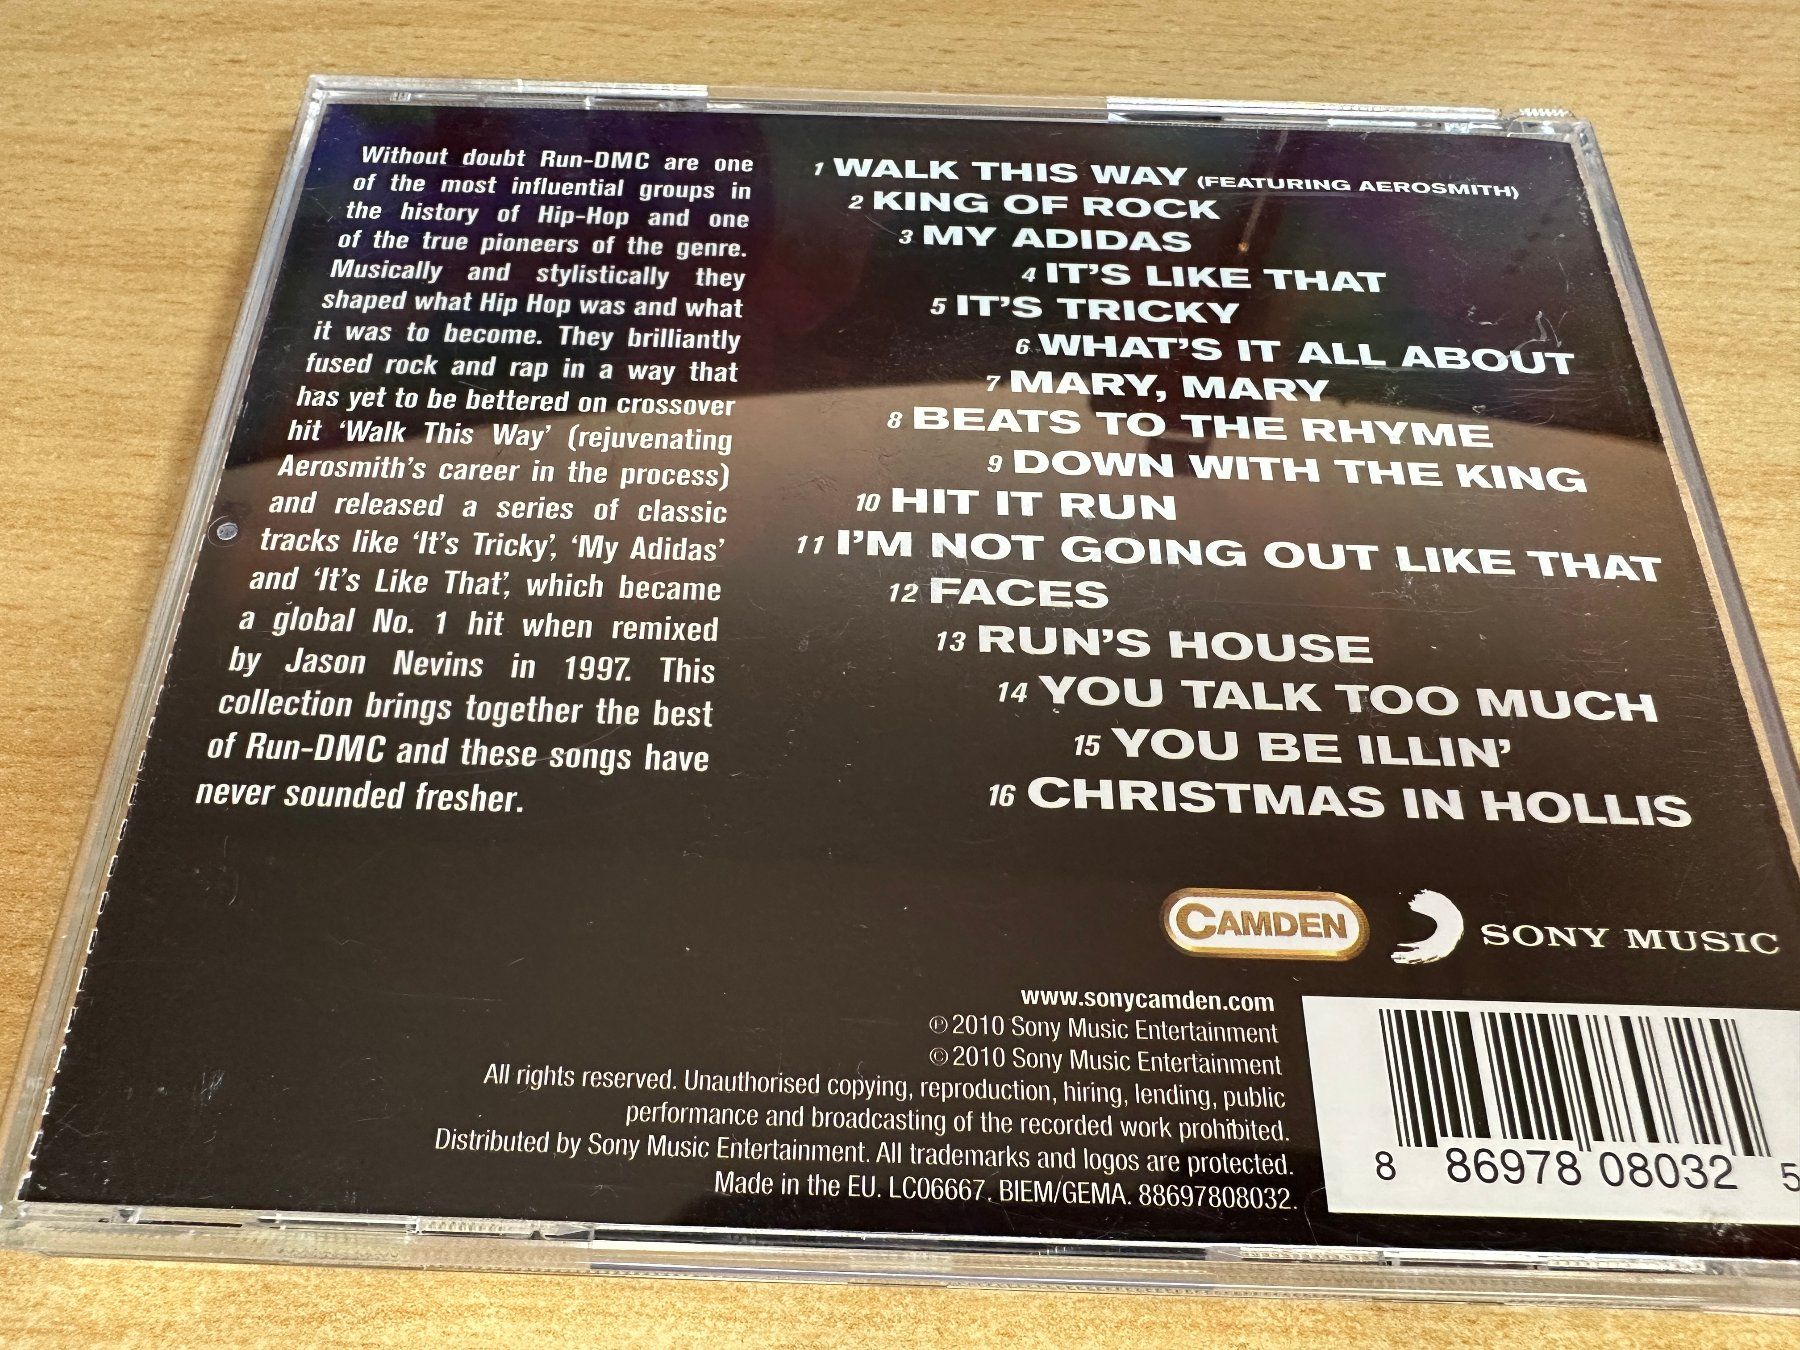 Without doubt Run-DMC are one
of the most influential groups in
the history of Hip-Hop and one
of the true pioneers of the genre.
Musically and stylistically they
shaped what Hip Hop was and what
it was to become. They brilliantly
fused rock and rap in a way that
has yet to be bettered on crossover
hit ‘Walk This Way’ (rejuvenating
Aerosmith’s career in the process)
and released a series of classic
tracks like ‘It’s Tricky’, ‘My Adidas’
and ‘It’s Like That’, which became
a global No. 1 hit when remixed
by Jason Nevins in 1997. This
collection brings together the best
of Run-DMC and these songs have
never sounded fresher.
1 WALK THIS WAY (FEATURING AEROSMITH)
2 KING OF ROCK
3 MY ADIDAS
4 IT’S LIKE THAT
5 IT’S TRICKY
6 WHAT’S IT ALL ABOUT
7 MARY, MARY
8 BEATS TO THE RHYME
9 DOWN WITH THE KING
10 HIT IT RUN
11 I’M NOT GOING OUT LIKE THAT
12 FACES
13 RUN’S HOUSE
14 YOU TALK TOO MUCH
15 YOU BE ILLIN’
16 CHRISTMAS IN HOLLIS
CAMDEN
SONY MUSIC
www.sonycamden.com
℗ 2010 Sony Music Entertainment
© 2010 Sony Music Entertainment
All rights reserved. Unauthorised copying, reproduction, hiring, lending, public
performance and broadcasting of the recorded work prohibited.
Distributed by Sony Music Entertainment. All trademarks and logos are protected.
Made in the EU. LC06667. BIEM/GEMA. 88697808032.
8 86978 08032 5